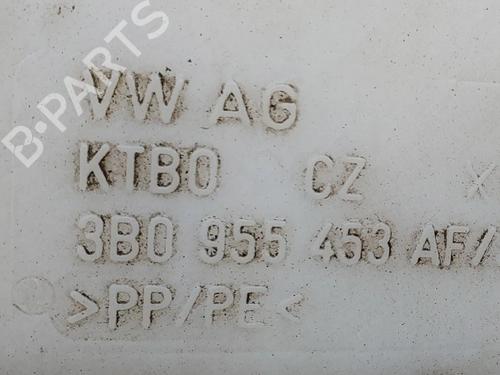 B-PARTS
VW AG
KTBO CZ X
3B0 955 453 AF/
>PP/PE<